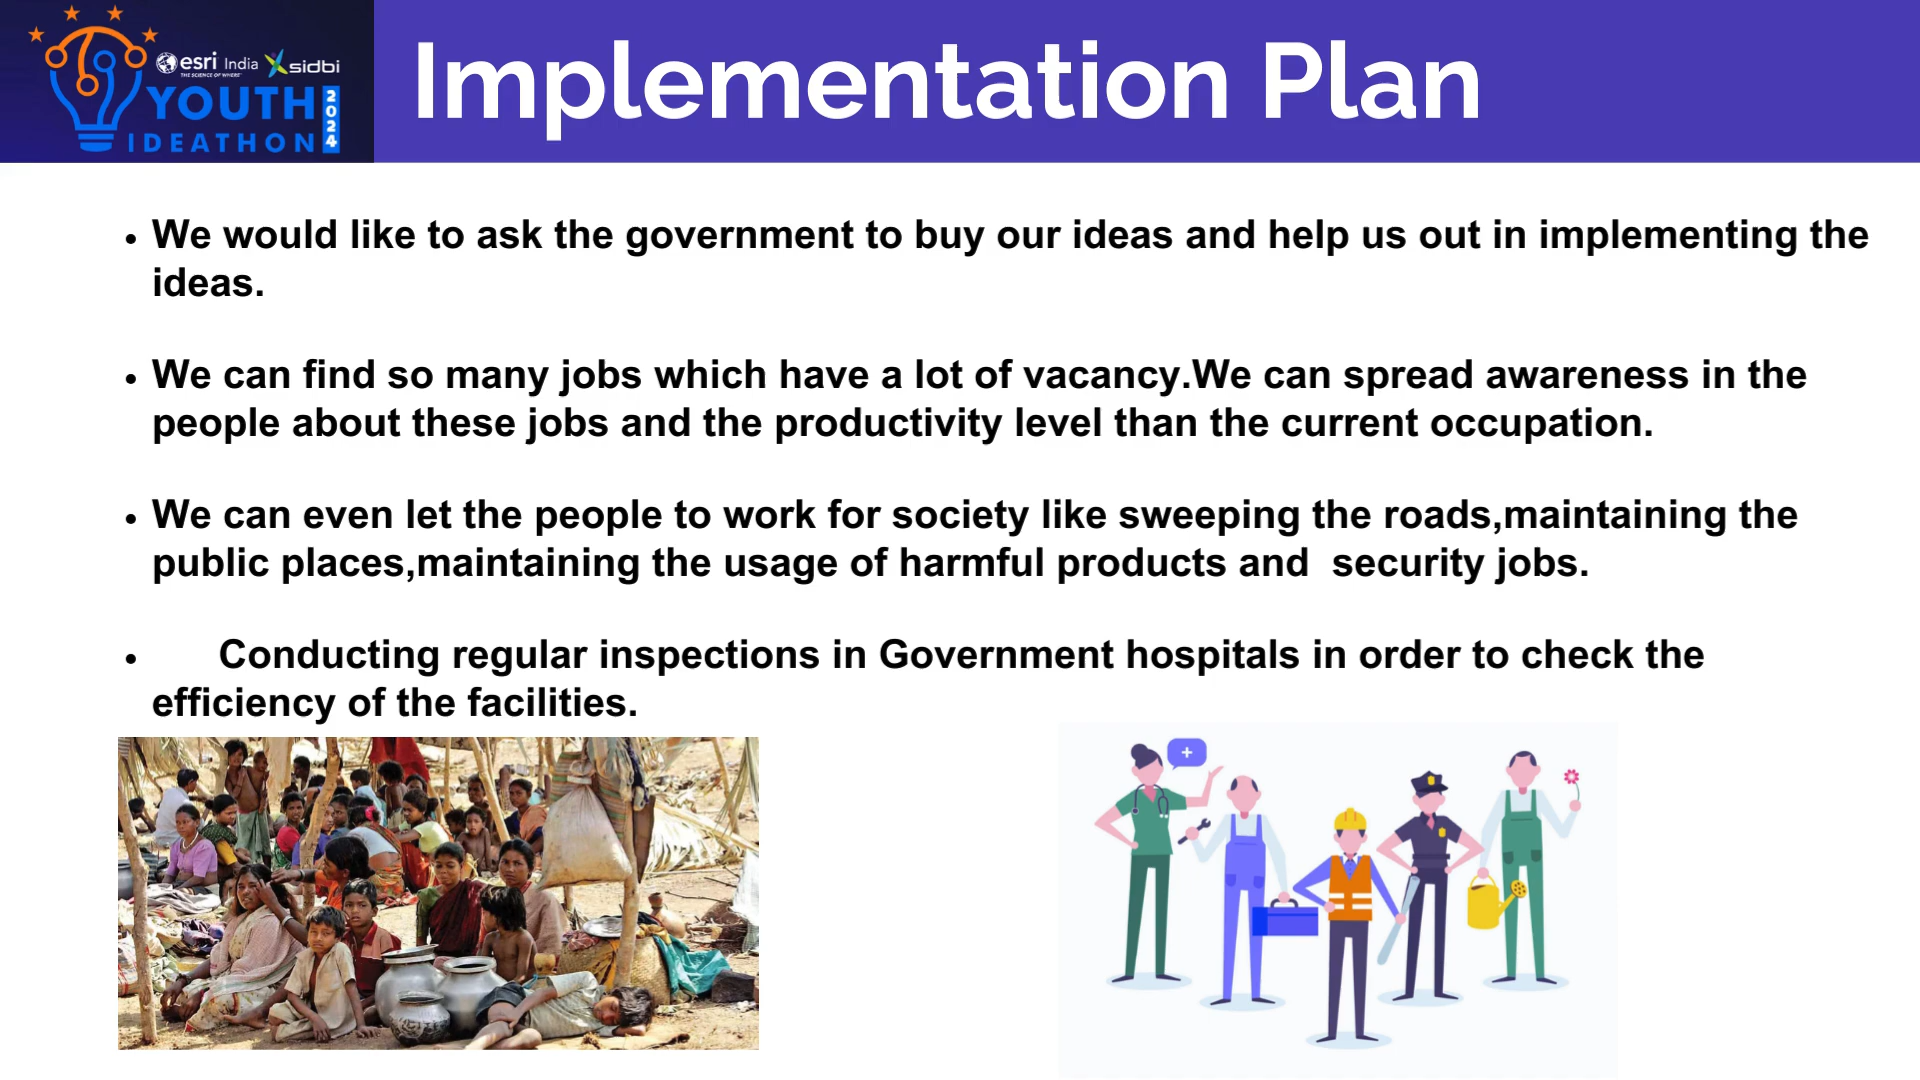 esri India
THE SCIENCE OF WHERE
sidbi
YOUTH
2024
IDEATHON
Implementation Plan
• We would like to ask the government to buy our ideas and help us out in implementing the
ideas.
• We can find so many jobs which have a lot of vacancy.We can spread awareness in the
people about these jobs and the productivity level than the current occupation.
• We can even let the people to work for society like sweeping the roads,maintaining the
public places,maintaining the usage of harmful products and  security jobs.
• Conducting regular inspections in Government hospitals in order to check the
efficiency of the facilities.